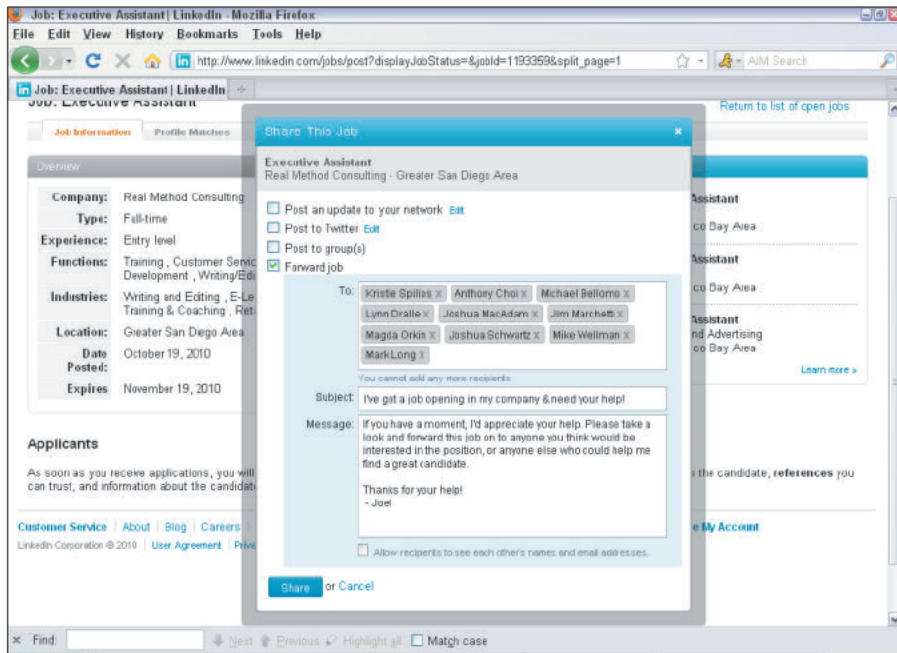 Job: Executive Assistant | LinkedIn - Mozilla Firefox
File Edit View History Bookmarks Tools Help
http://www.linkedin.com/jobs/post?displayJobStatus=&jobId=1193359&split_page=1
AIM Search
Job: Executive Assistant | LinkedIn
Job: Executive Assistant
Return to list of open jobs
Job Information Profile Matches
Overview
Company: Real Method Consulting
Type: Full-time
Experience: Entry level
Functions: Training , Customer Servic
Development , Writing/Edi
Industries: Writing and Editing , E-Le
Training & Coaching , Ret
Location: Greater San Diego Area
Date Posted: October 19, 2010
Expires November 19, 2010
Share This Job
Executive Assistant
Real Method Consulting - Greater San Diego Area
Post an update to your network Edit
Post to Twitter Edit
Post to group(s)
Forward job
To: Kriste Spilios x Anthony Choi x Michael Bellomo x
Lynn Dralle x Joshua MacAdam x Jim Marchetti x
Magda Orkin x Joshua Schwartz x Mike Wellman x
Mark Long x
You cannot add any more recipients
Subject: I've got a job opening in my company & need your help!
Message: If you have a moment, I'd appreciate your help. Please take a
look and forward this job on to anyone you think would be
interested in the position, or anyone else who could help me
find a great candidate.
Thanks for your help!
- Joel
Allow recipients to see each other's names and email addresses.
Share or Cancel
Assistant
co Bay Area
Assistant
co Bay Area
Assistant
nd Advertising
co Bay Area
Learn more »
Applicants
As soon as you receive applications, you will the candidate, references you
can trust, and information about the candidat
Customer Service | About | Blog | Careers | e My Account
LinkedIn Corporation © 2010 | User Agreement | Priva
× Find: Next Previous Highlight all Match case